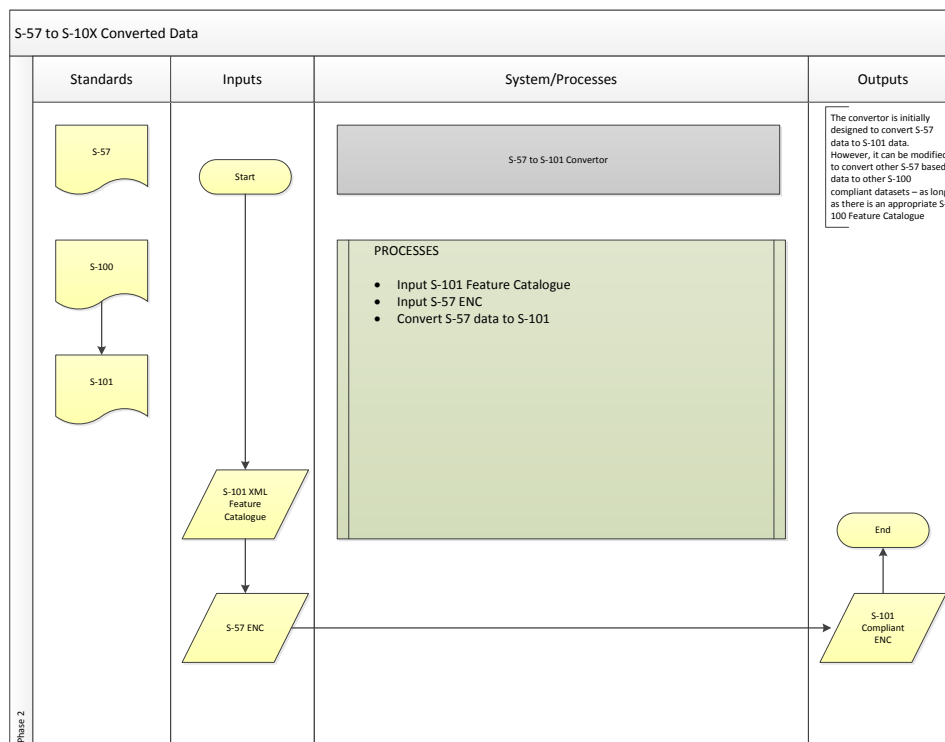 S-57 to S-10X Converted Data
Standards
Inputs
System/Processes
Outputs
S-57
Start
S-57 to S-101 Convertor
The convertor is initially
designed to convert S-57
data to S-101 data.
However, it can be modified
to convert other S-57 based
data to other S-100
compliant datasets – as long
as there is an appropriate S-
100 Feature Catalogue
S-100
PROCESSES
• Input S-101 Feature Catalogue
• Input S-57 ENC
• Convert S-57 data to S-101
S-101
S-101 XML
Feature
Catalogue
End
S-57 ENC
S-101
Compliant
ENC
Phase 2